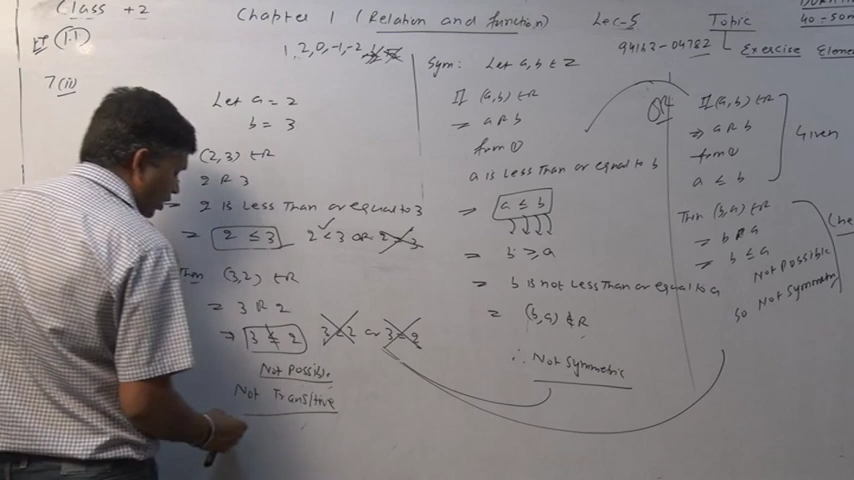 Class +2
Chapter 1 (Relation and function) Lec-5
Topic
Exercise Elem
94162-04782
40-50
(1.1)
7(ii)
1, 2, 0, -1, -2
Let a = 2
b = 3
(2,3) ∈ R
2 R 3
⇒ 2 is Less Than or equal to 3
⇒ 2 ≤ 3 2 < 3 OR 2 = 3
Then (3,2) ∈ R
⇒ 3 R 2
⇒ 3 ≰ 2 3 < 2 or 3 = 2
Not Possible
Not Transitive
Sym: Let a, b ∈ Z
If (a,b) ∈ R
⇒ a R b
from ①
a is Less Than or equal to b
⇒ a ≤ b
⇒ b ≥ a
⇒ b is not Less Than or equal to a
⇒ (b,a) ∉ R
∴ Not Symmetric
OR
If (a,b) ∈ R
⇒ a R b
from ①
a ≤ b
Given
Then (b,a) ∈ R
⇒ b R a
⇒ b ≤ a
Not Possible
So Not Symmetric